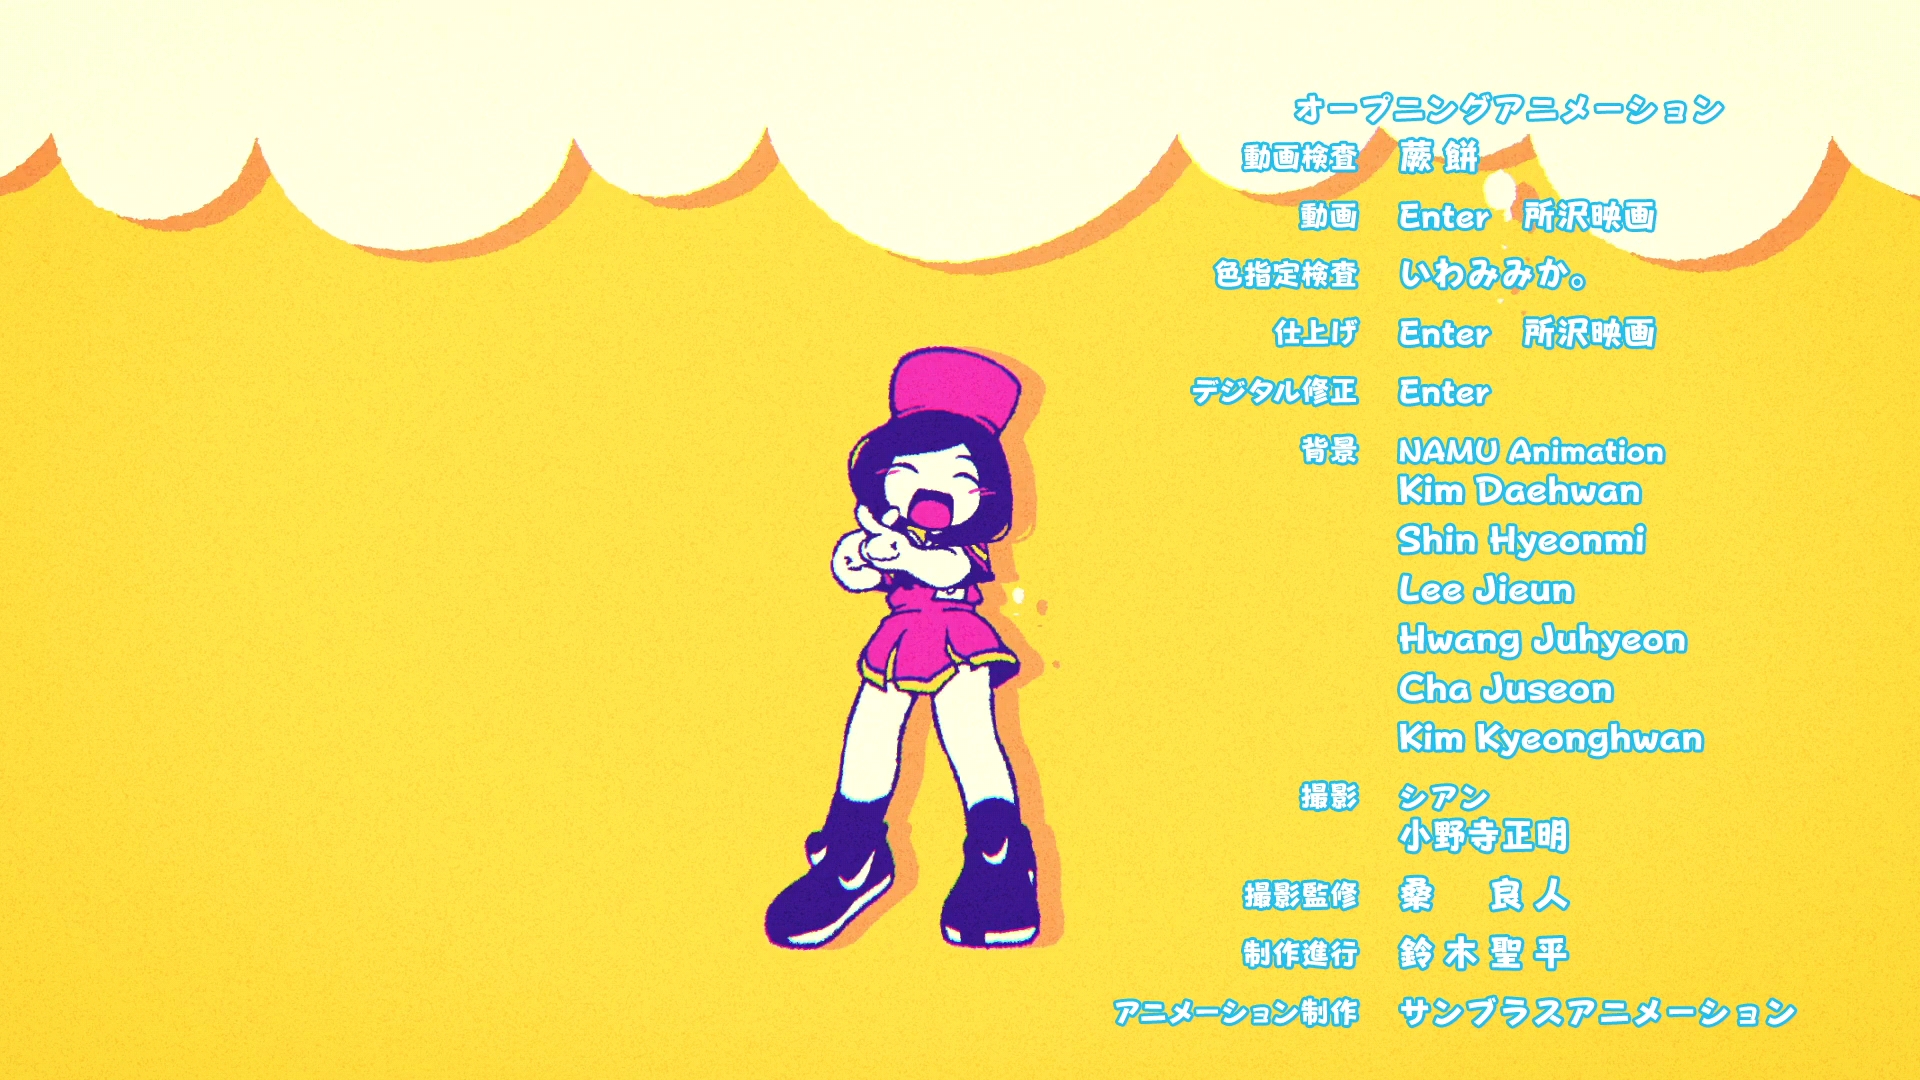 オープニングアニメーション
動画検査 蕨 餅
動画 Enter 所沢映画
色指定検査 いわみみか。
仕上げ Enter 所沢映画
デジタル修正 Enter
背景 NAMU Animation
Kim Daehwan
Shin Hyeonmi
Lee Jieun
Hwang Juhyeon
Cha Juseon
Kim Kyeonghwan
撮影 シアン
小野寺正明
撮影監修 桑 良人
制作進行 鈴木聖平
アニメーション制作 サンブラスアニメーション